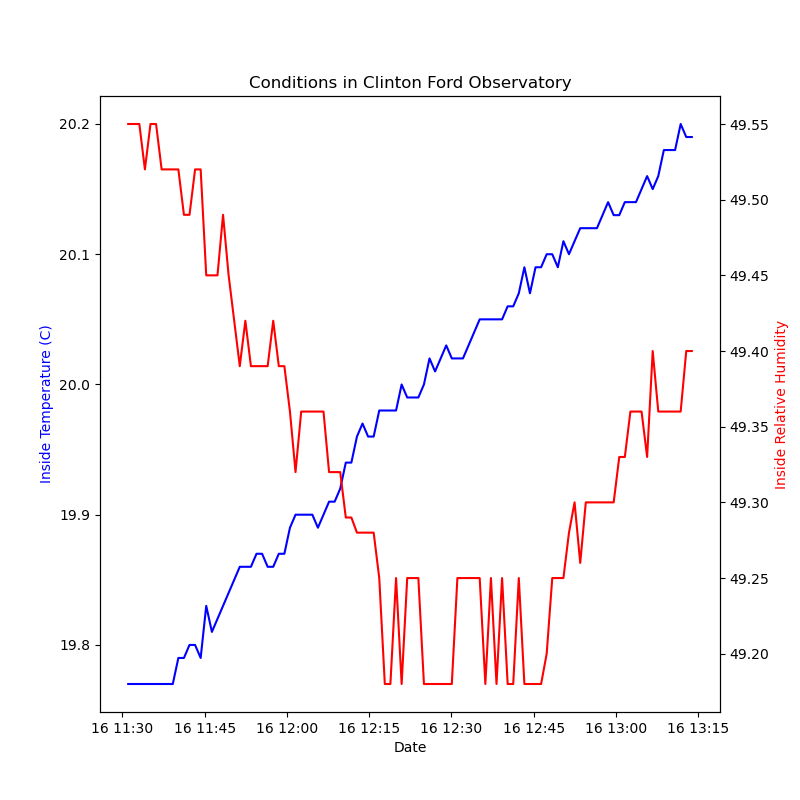 Conditions in Clinton Ford Observatory
20.2
20.1
20.0
19.9
19.8
Inside Temperature (C)
49.55
49.50
49.45
49.40
49.35
49.30
49.25
49.20
Inside Relative Humidity
16 11:30 16 11:45 16 12:00 16 12:15 16 12:30 16 12:45 16 13:00 16 13:15
Date